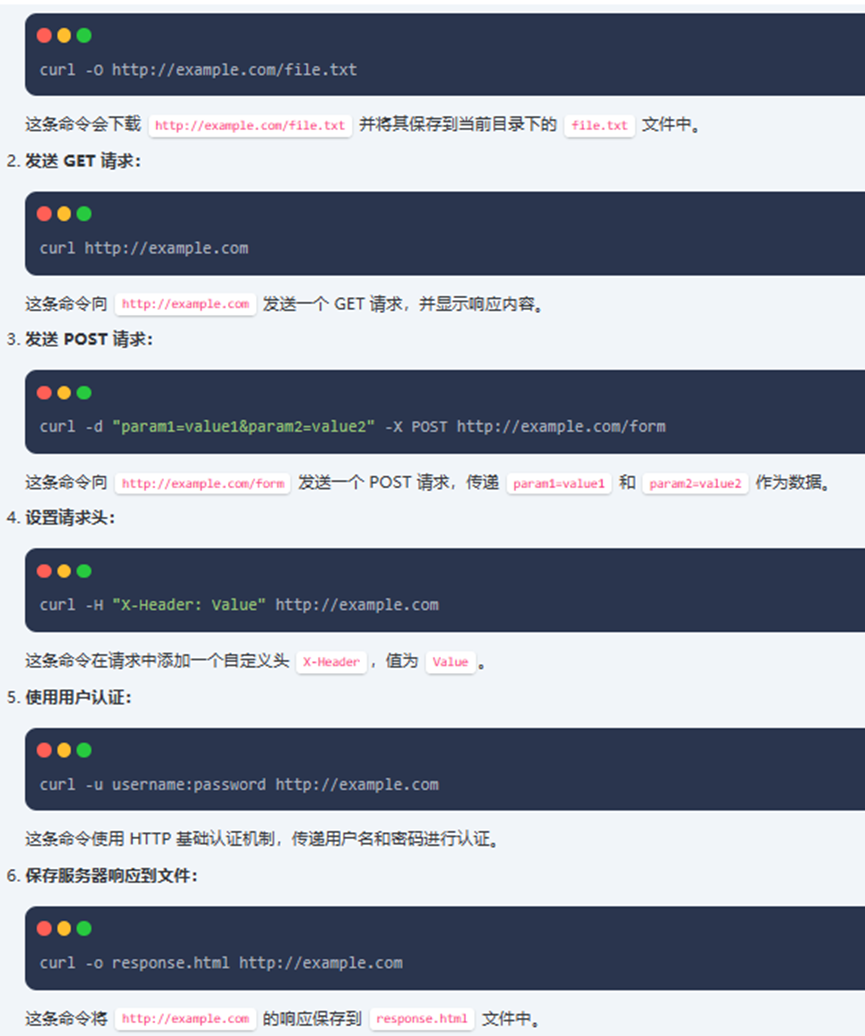 curl -O http://example.com/file.txt
这条命令会下载 http://example.com/file.txt 并将其保存到当前目录下的 file.txt 文件中。
2. 发送 GET 请求：
curl http://example.com
这条命令向 http://example.com 发送一个 GET 请求，并显示响应内容。
3. 发送 POST 请求：
curl -d "param1=value1&param2=value2" -X POST http://example.com/form
这条命令向 http://example.com/form 发送一个 POST 请求，传递 param1=value1 和 param2=value2 作为数据。
4. 设置请求头：
curl -H "X-Header: Value" http://example.com
这条命令在请求中添加一个自定义头 X-Header ，值为 Value 。
5. 使用用户认证：
curl -u username:password http://example.com
这条命令使用 HTTP 基础认证机制，传递用户名和密码进行认证。
6. 保存服务器响应到文件：
curl -o response.html http://example.com
这条命令将 http://example.com 的响应保存到 response.html 文件中。